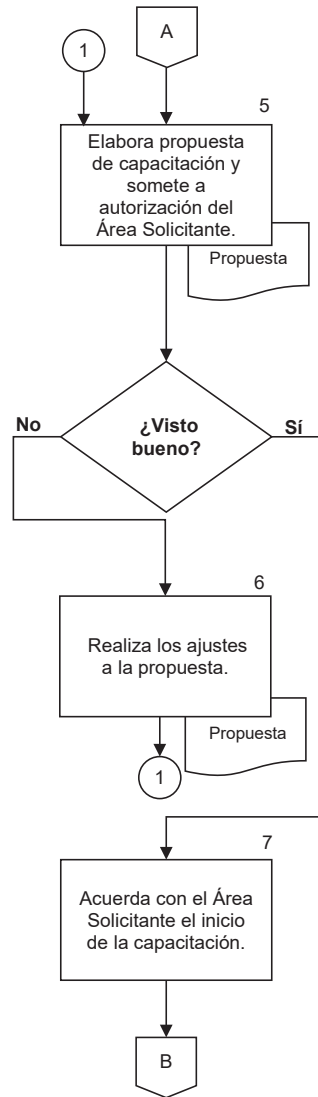 A
1
5
Elabora propuesta
de capacitación y
somete a
autorización del
Área Solicitante.
Propuesta
¿Visto
bueno?
No
Sí
6
Realiza los ajustes
a la propuesta.
Propuesta
1
7
Acuerda con el Área
Solicitante el inicio
de la capacitación.
B